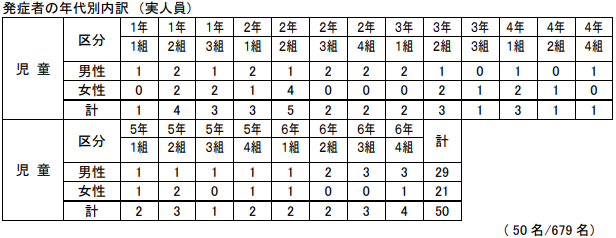 発症者の年代別内訳（実人員）
児 童 区分 1年 1年 1年 2年 2年 2年 2年 3年 3年 3年 4年 4年 4年
1組 2組 3組 1組 2組 3組 4組 1組 2組 3組 1組 2組 4組
男性 1 2 1 2 1 2 2 2 1 0 1 0 1
女性 0 2 2 1 4 0 0 0 2 1 2 1 0
計 1 4 3 3 5 2 2 2 3 1 3 1 1
児 童 区分 5年 5年 5年 5年 6年 6年 6年 6年 計
1組 2組 3組 4組 1組 2組 3組 4組
男性 1 1 1 1 1 2 3 3 29
女性 1 2 0 1 1 0 0 1 21
計 2 3 1 2 2 2 3 4 50
（50名/679名）